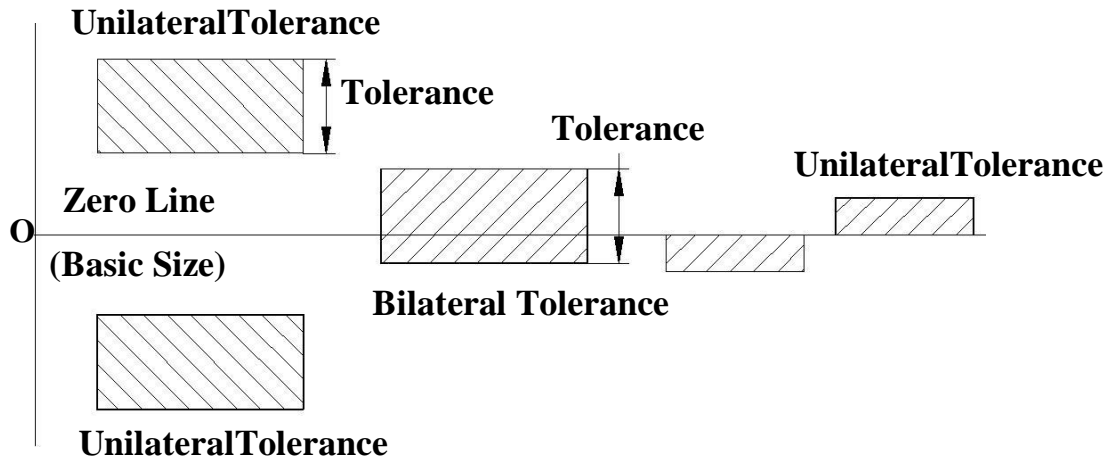 UnilateralTolerance
Tolerance
Tolerance
UnilateralTolerance
Zero Line
O
(Basic Size)
Bilateral Tolerance
UnilateralTolerance